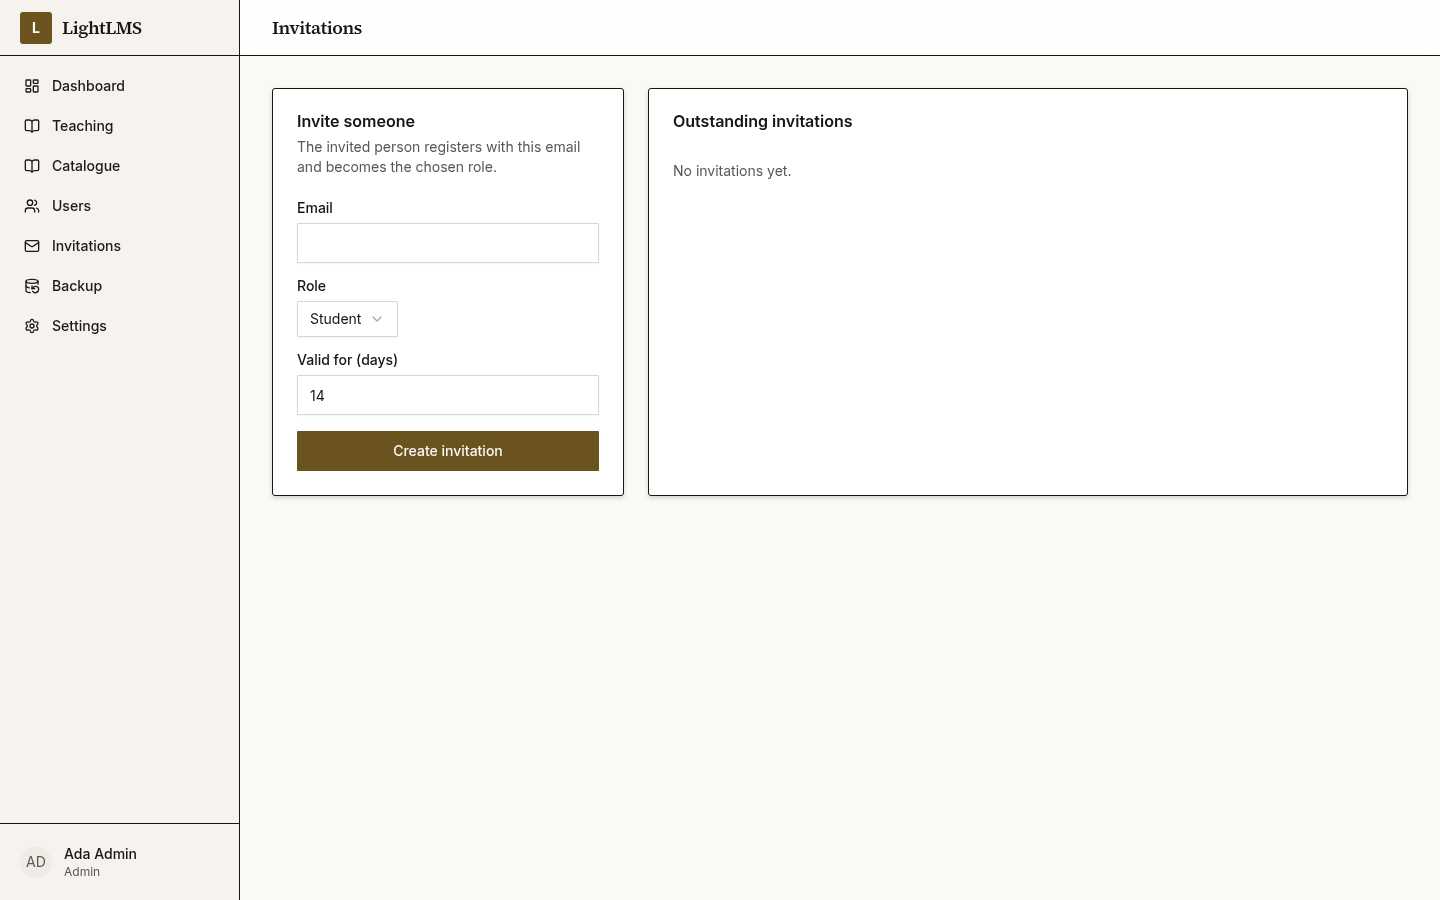 L
LightLMS
Invitations
Dashboard
Teaching
Catalogue
Users
Invitations
Backup
Settings
Invite someone
The invited person registers with this email
and becomes the chosen role.
Email
Role
Student
Valid for (days)
14
Create invitation
Outstanding invitations
No invitations yet.
AD
Ada Admin
Admin